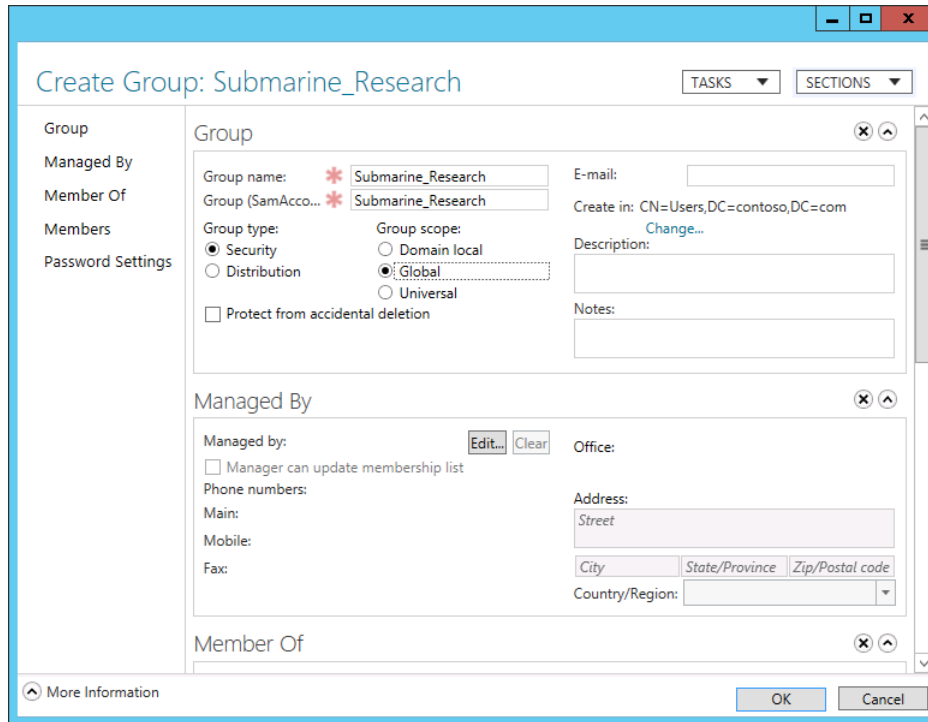 Create Group: Submarine_Research
TASKS
SECTIONS
Group
Managed By
Member Of
Members
Password Settings
Group
Group name: Submarine_Research
Group (SamAcco... Submarine_Research
Group type: Group scope:
Security Domain local
Distribution Global
Universal
Protect from accidental deletion
E-mail:
Create in: CN=Users,DC=contoso,DC=com
Change...
Description:
Notes:
Managed By
Managed by: Edit... Clear
Manager can update membership list
Phone numbers:
Main:
Mobile:
Fax:
Office:
Address:
Street
City State/Province Zip/Postal code
Country/Region:
Member Of
More Information
OK Cancel